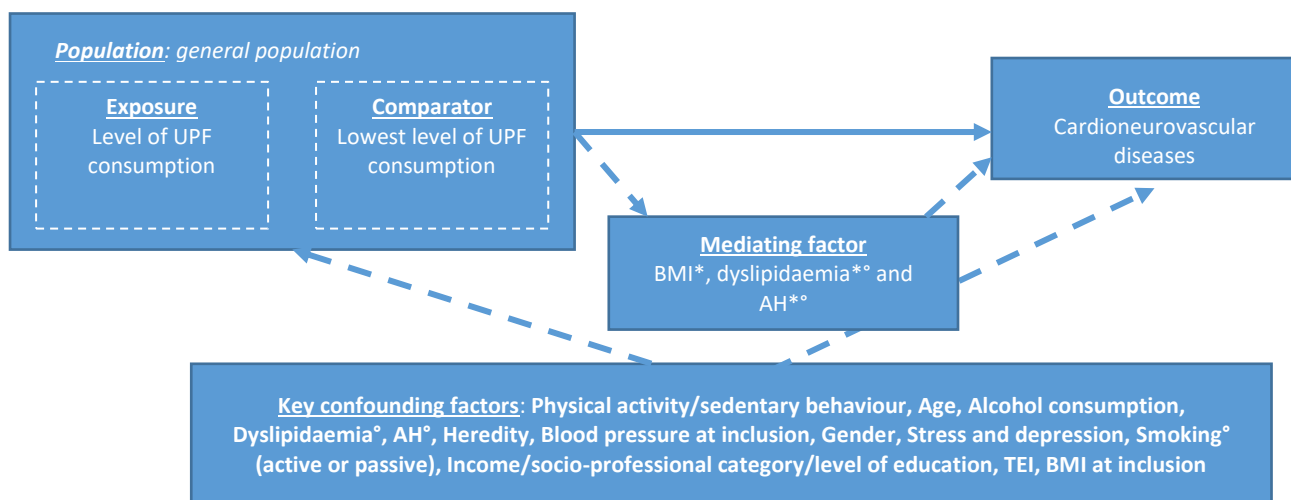 Population: general population
Exposure
Level of UPF
consumption
Comparator
Lowest level of UPF
consumption
Outcome
Cardioneurovascular
diseases
Mediating factor
BMI*, dyslipidaemia*° and
AH*°
Key confounding factors: Physical activity/sedentary behaviour, Age, Alcohol consumption,
Dyslipidaemia°, AH°, Heredity, Blood pressure at inclusion, Gender, Stress and depression, Smoking°
(active or passive), Income/socio-professional category/level of education, TEI, BMI at inclusion